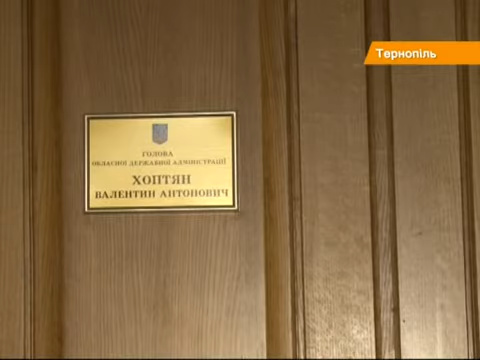 Тернопіль
ГОЛОВА
ОБЛАСНОЇ ДЕРЖАВНОЇ АДМІНІСТРАЦІЇ
ХОПТЯН
ВАЛЕНТИН АНТОНОВИЧ